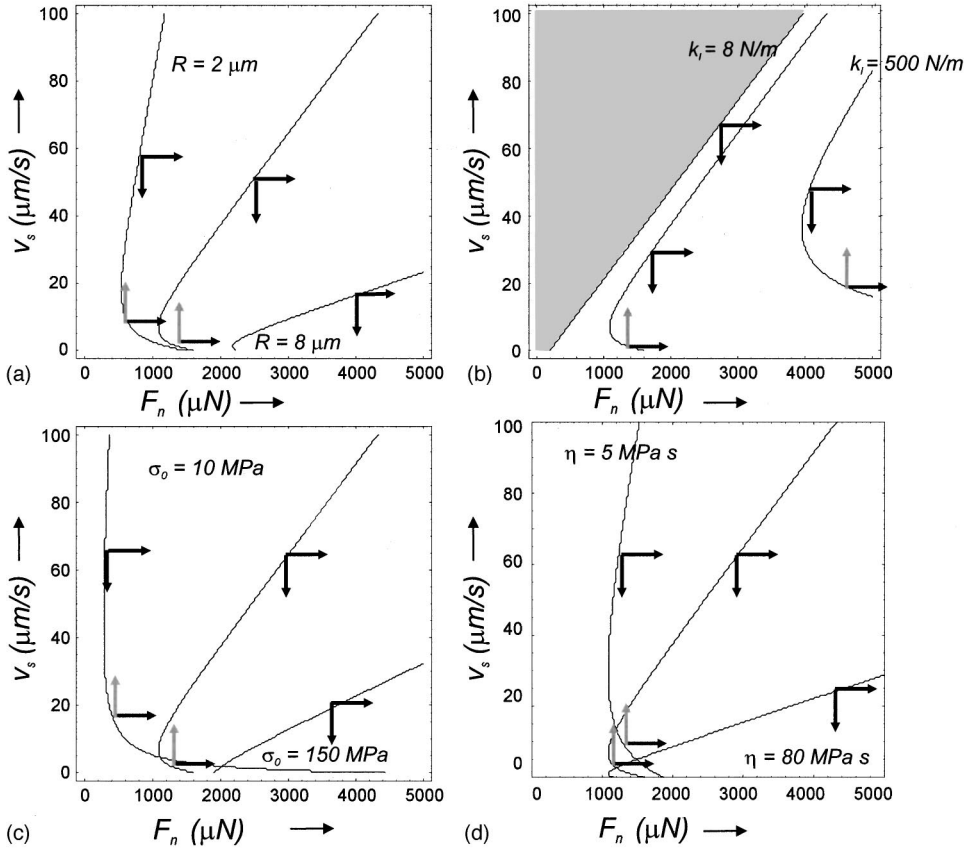 100
80
60
40
20
0
v_s (μm/s)
R = 2 μm
R = 8 μm
0 1000 2000 3000 4000 5000
(a)
F_n (μN)
100
80
60
40
20
0
v_s (μm/s)
k_l = 8 N/m
k_l = 500 N/m
0 1000 2000 3000 4000 5000
(b)
F_n (μN)
100
80
60
40
20
0
v_s (μm/s)
σ_0 = 10 MPa
σ_0 = 150 MPa
0 1000 2000 3000 4000 5000
(c)
F_n (μN)
100
80
60
40
20
0
v_s (μm/s)
η = 5 MPa s
η = 80 MPa s
0 1000 2000 3000 4000 5000
(d)
F_n (μN)